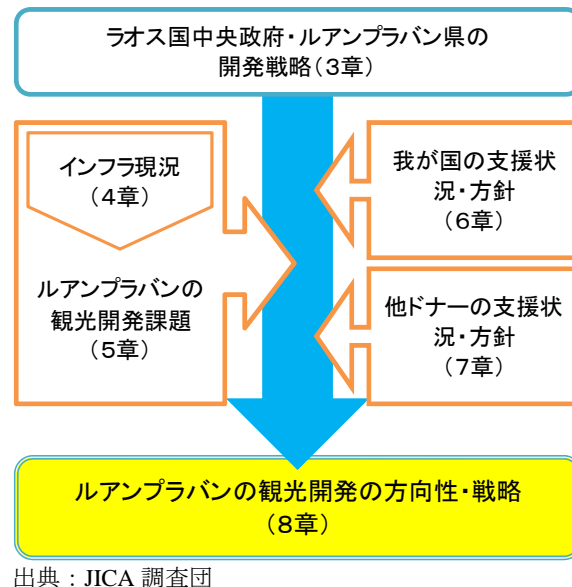 ラオス国中央政府・ルアンプラバン県の
開発戦略(3章)
インフラ現況
(4章)
ルアンプラバンの
観光開発課題
(5章)
我が国の支援状
況・方針
(6章)
他ドナーの支援状
況・方針
(7章)
ルアンプラバンの観光開発の方向性・戦略
(8章)
出典：JICA 調査団